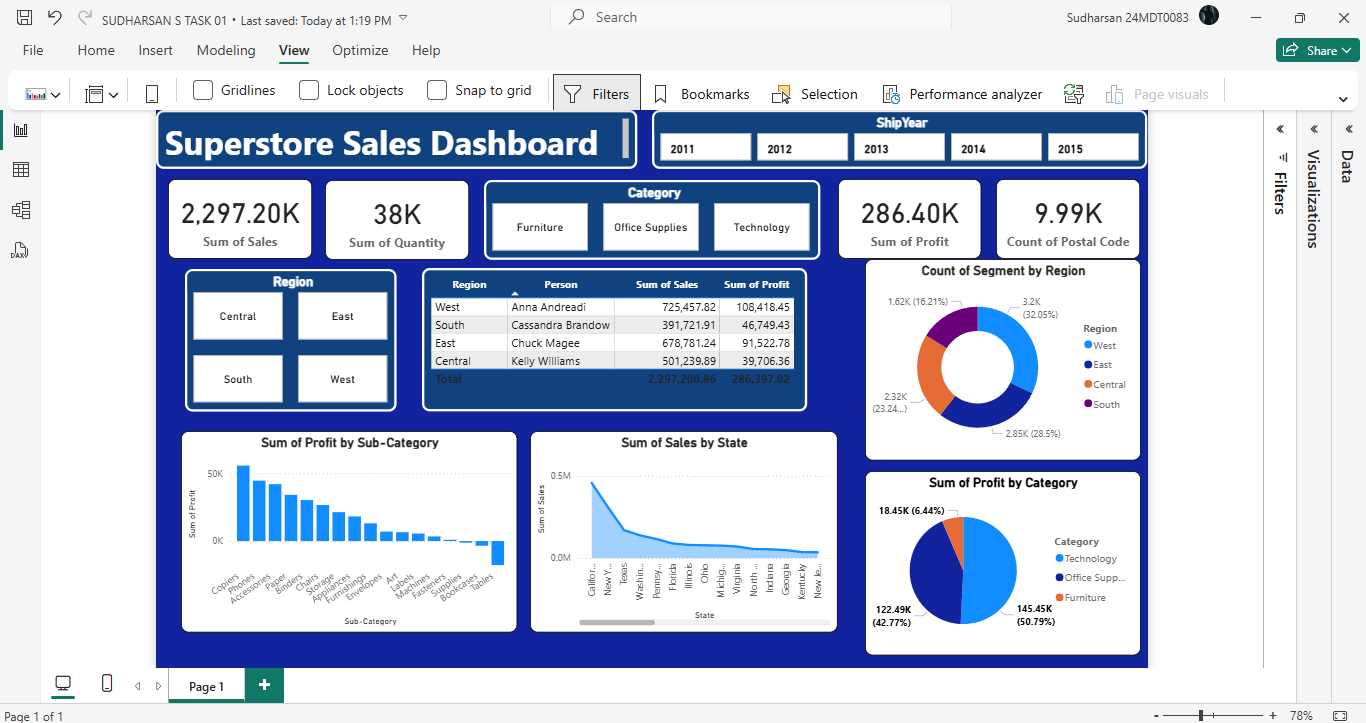 SUDHARSAN S TASK 01 • Last saved: Today at 1:19 PM
Search
Sudharsan 24MDT0083
File Home Insert Modeling View Optimize Help
Share
Gridlines Lock objects Snap to grid Filters Bookmarks Selection Performance analyzer Page visuals
Superstore Sales Dashboard
ShipYear
2011 2012 2013 2014 2015
2,297.20K
Sum of Sales
38K
Sum of Quantity
Category
Furniture Office Supplies Technology
286.40K
Sum of Profit
9.99K
Count of Postal Code
Region
Central East
South West
Region Person Sum of Sales Sum of Profit
West Anna Andreadi 725,457.82 108,418.45
South Cassandra Brandow 391,721.91 46,749.43
East Chuck Magee 678,781.24 91,522.78
Central Kelly Williams 501,239.89 39,706.36
Total 2,297,200.86 286,397.02
Count of Segment by Region
1.62K (16.21%)
3.2K
(32.05%)
2.32K
(23.24...)
2.85K (28.5%)
Region
West
East
Central
South
Sum of Profit by Sub-Category
Sum of Profit
50K
0K
Copiers
Phones
Accessories
Paper
Binders
Chairs
Storage
Appliances
Furnishings
Envelopes
Art
Labels
Machines
Fasteners
Supplies
Bookcases
Tables
Sub-Category
Sum of Sales by State
Sum of Sales
0.5M
0.0M
Califor...
New Y...
Texas
Washin...
Pennsy...
Florida
Illinois
Ohio
Michig...
Virginia
North ...
Indiana
Georgia
Kentucky
New Je...
State
Sum of Profit by Category
18.45K (6.44%)
122.49K
(42.77%)
145.45K
(50.79%)
Category
Technology
Office Supp...
Furniture
Filters
Visualizations
Data
DAX
Page 1
Page 1 of 1
78%